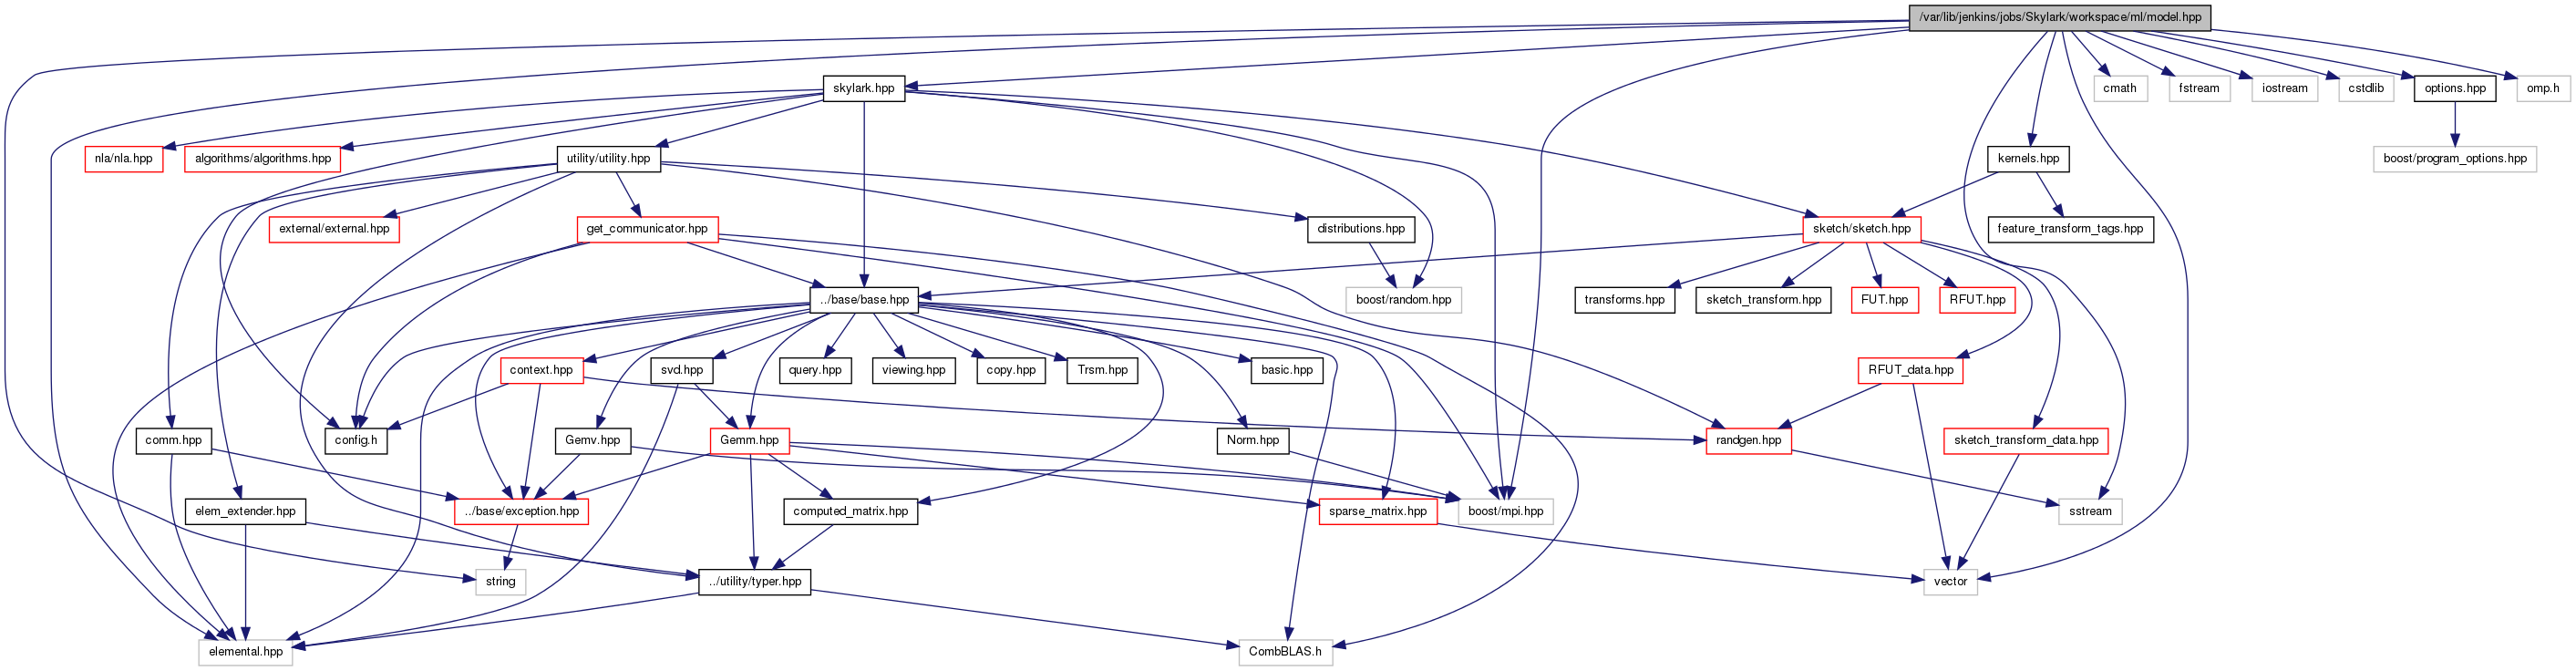 /var/lib/jenkins/jobs/Skylark/workspace/ml/model.hpp
skylark.hpp
cmath
fstream
iostream
cstdlib
options.hpp
omp.h
nla/nla.hpp
algorithms/algorithms.hpp
utility/utility.hpp
kernels.hpp
boost/program_options.hpp
external/external.hpp
get_communicator.hpp
distributions.hpp
sketch/sketch.hpp
feature_transform_tags.hpp
../base/base.hpp
boost/random.hpp
transforms.hpp
sketch_transform.hpp
FUT.hpp
RFUT.hpp
context.hpp
svd.hpp
query.hpp
viewing.hpp
copy.hpp
Trsm.hpp
basic.hpp
RFUT_data.hpp
comm.hpp
config.h
Gemv.hpp
Gemm.hpp
Norm.hpp
randgen.hpp
sketch_transform_data.hpp
elem_extender.hpp
../base/exception.hpp
computed_matrix.hpp
sparse_matrix.hpp
boost/mpi.hpp
sstream
string
../utility/typer.hpp
vector
elemental.hpp
CombBLAS.h